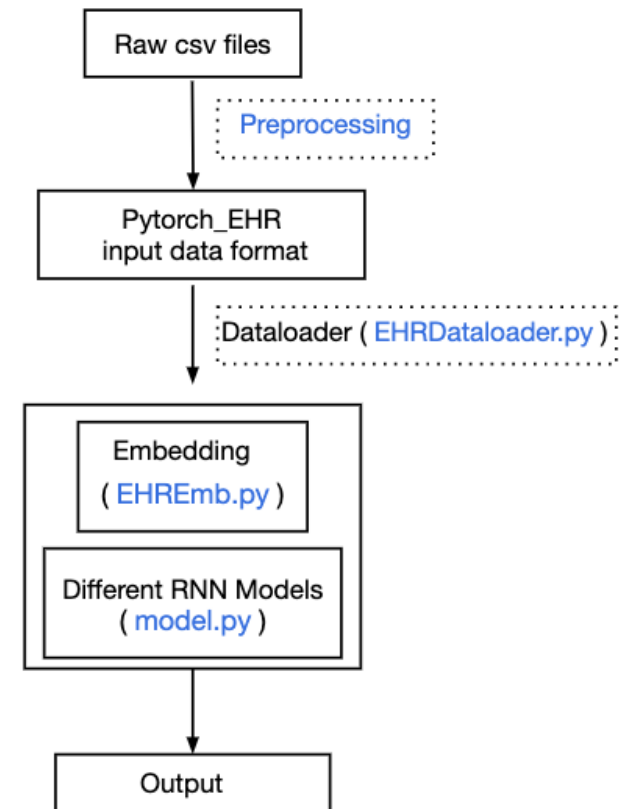 Raw csv files
Preprocessing
Pytorch_EHR
input data format
Dataloader ( EHRDataloader.py )
Embedding
( EHREmb.py )
Different RNN Models
( model.py )
Output